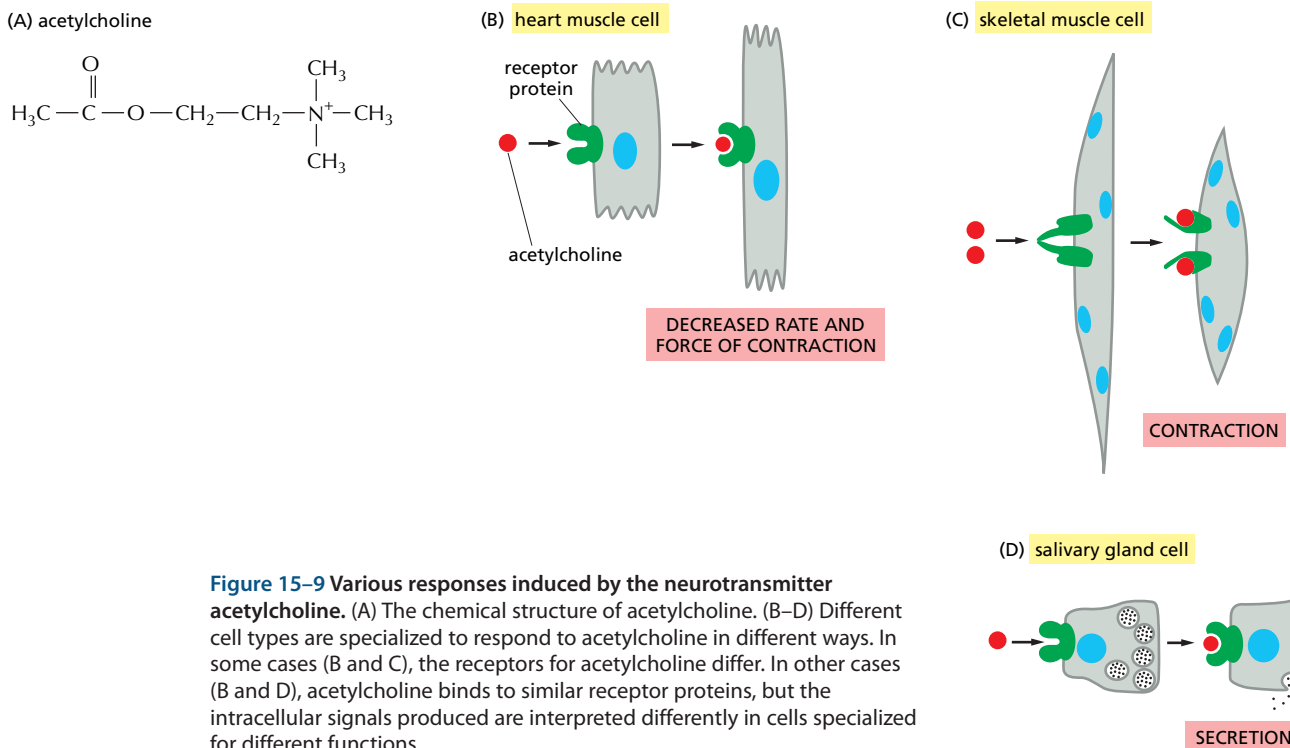 (A) acetylcholine
O
||
H₃C — C — O — CH₂ — CH₂ — N⁺ — CH₃
CH₃
CH₃
(B) heart muscle cell
receptor
protein
acetylcholine
DECREASED RATE AND
FORCE OF CONTRACTION
(C) skeletal muscle cell
CONTRACTION
(D) salivary gland cell
SECRETION
Figure 15–9 Various responses induced by the neurotransmitter
acetylcholine. (A) The chemical structure of acetylcholine. (B–D) Different
cell types are specialized to respond to acetylcholine in different ways. In
some cases (B and C), the receptors for acetylcholine differ. In other cases
(B and D), acetylcholine binds to similar receptor proteins, but the
intracellular signals produced are interpreted differently in cells specialized
for different functions